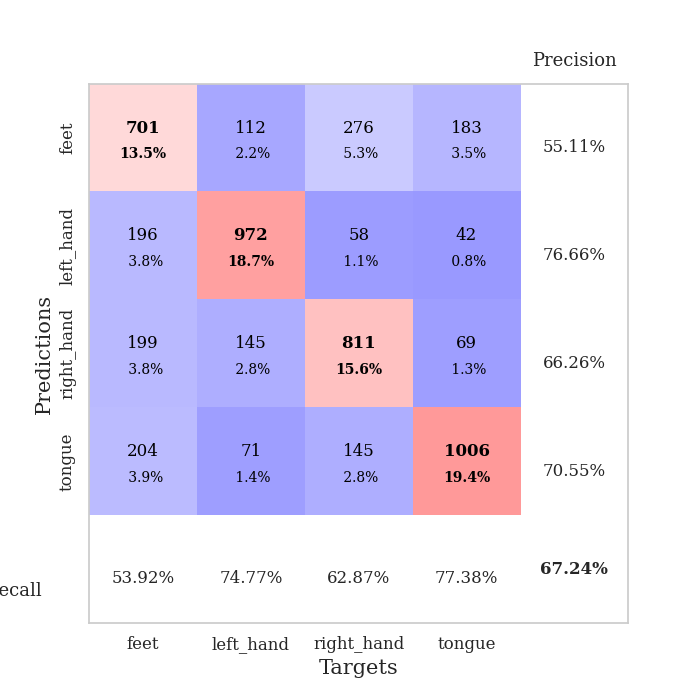 Precision
feet
701 112 276 183 55.11%
13.5% 2.2% 5.3% 3.5%
left_hand
196 972 58 42 76.66%
3.8% 18.7% 1.1% 0.8%
Predictions
right_hand
199 145 811 69 66.26%
3.8% 2.8% 15.6% 1.3%
tongue
204 71 145 1006 70.55%
3.9% 1.4% 2.8% 19.4%
ecall
53.92% 74.77% 62.87% 77.38% 67.24%
feet left_hand right_hand tongue
Targets